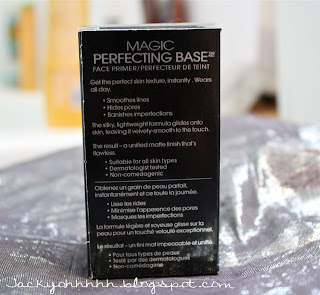 MAGIC
PERFECTING BASE™
FACE PRIMER/PERFECTEUR DE TEINT
Get the perfect skin texture, instantly. Wears
all day.
• Smoothes lines
• Hides pores
• Banishes imperfections
The silky, lightweight formula glides onto
skin, leaving it velvety-smooth to the touch.
The result – a unified matte finish that's
flawless.
• Suitable for all skin types
• Dermatologist tested
• Non-comedogenic
Obtenez un grain de peau parfait,
instantanément et ce toute la journée.
• Lisse les rides
• Minimise l'apparence des pores
• Masques les imperfections
La formule légère et soyeuse glisse sur la
peau pour un touché velouté exceptionnel.
Le résultat – un fini mat impeccable et unifié.
• Pour tous types de peaux
• Testé par des dermatologues
• Non-comédogène
Jackyohhhhh.blogspot.com